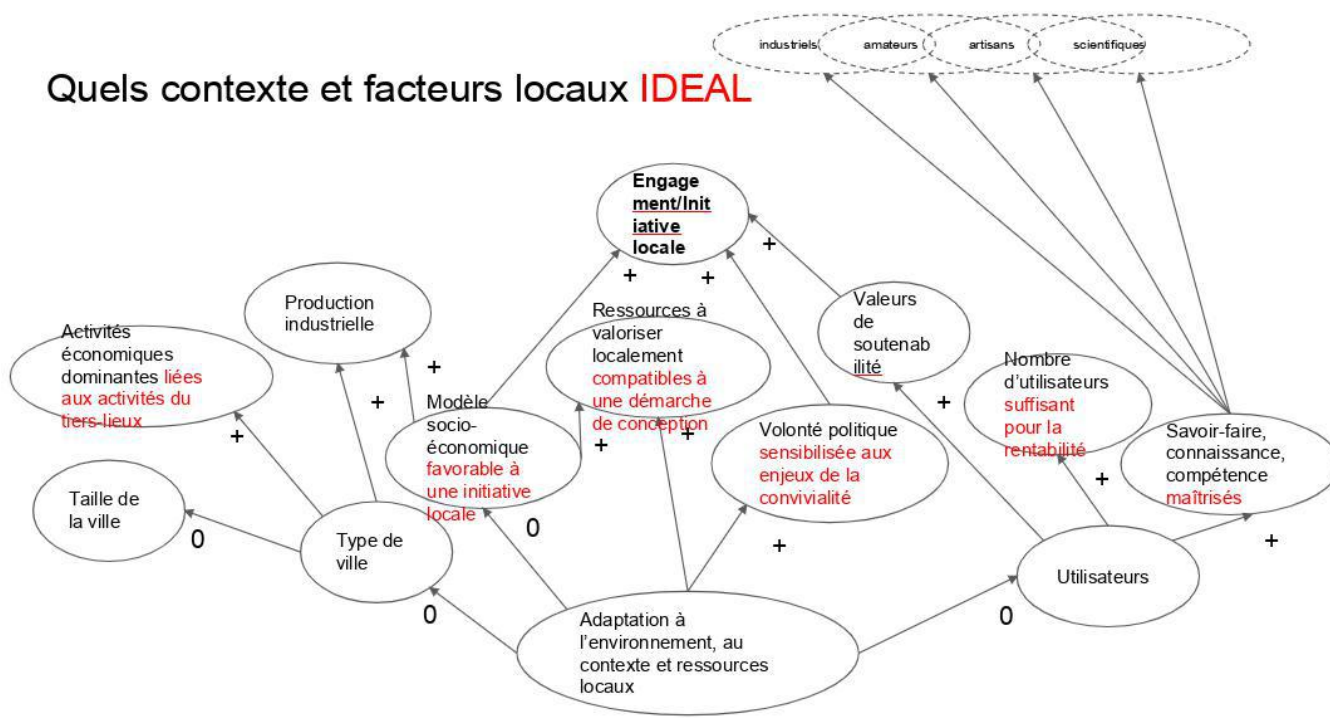 industriels amateurs artisans scientifiques
Quels contexte et facteurs locaux IDEAL
Engage
ment/Init
iative
locale
+
+
+
Production
industrielle
Ressources à
valoriser
localement
compatibles à
une démarche
de conception
Valeurs
de
soutenab
ilité
Activités
économiques
dominantes liées
aux activités du
tiers-lieux
+
+
+
Modèle
socio-
économique
favorable à
une initiative
locale
+
+
Nombre
d'utilisateurs
suffisant
pour la
rentabilité
+
Volonté politique
sensibilisée aux
enjeux de la
convivialité
Savoir-faire,
connaissance,
compétence
maîtrisés
+
Taille de
la ville
0
Type de
ville
0
+
+
Utilisateurs
0
0
Adaptation à
l'environnement, au
contexte et ressources
locaux